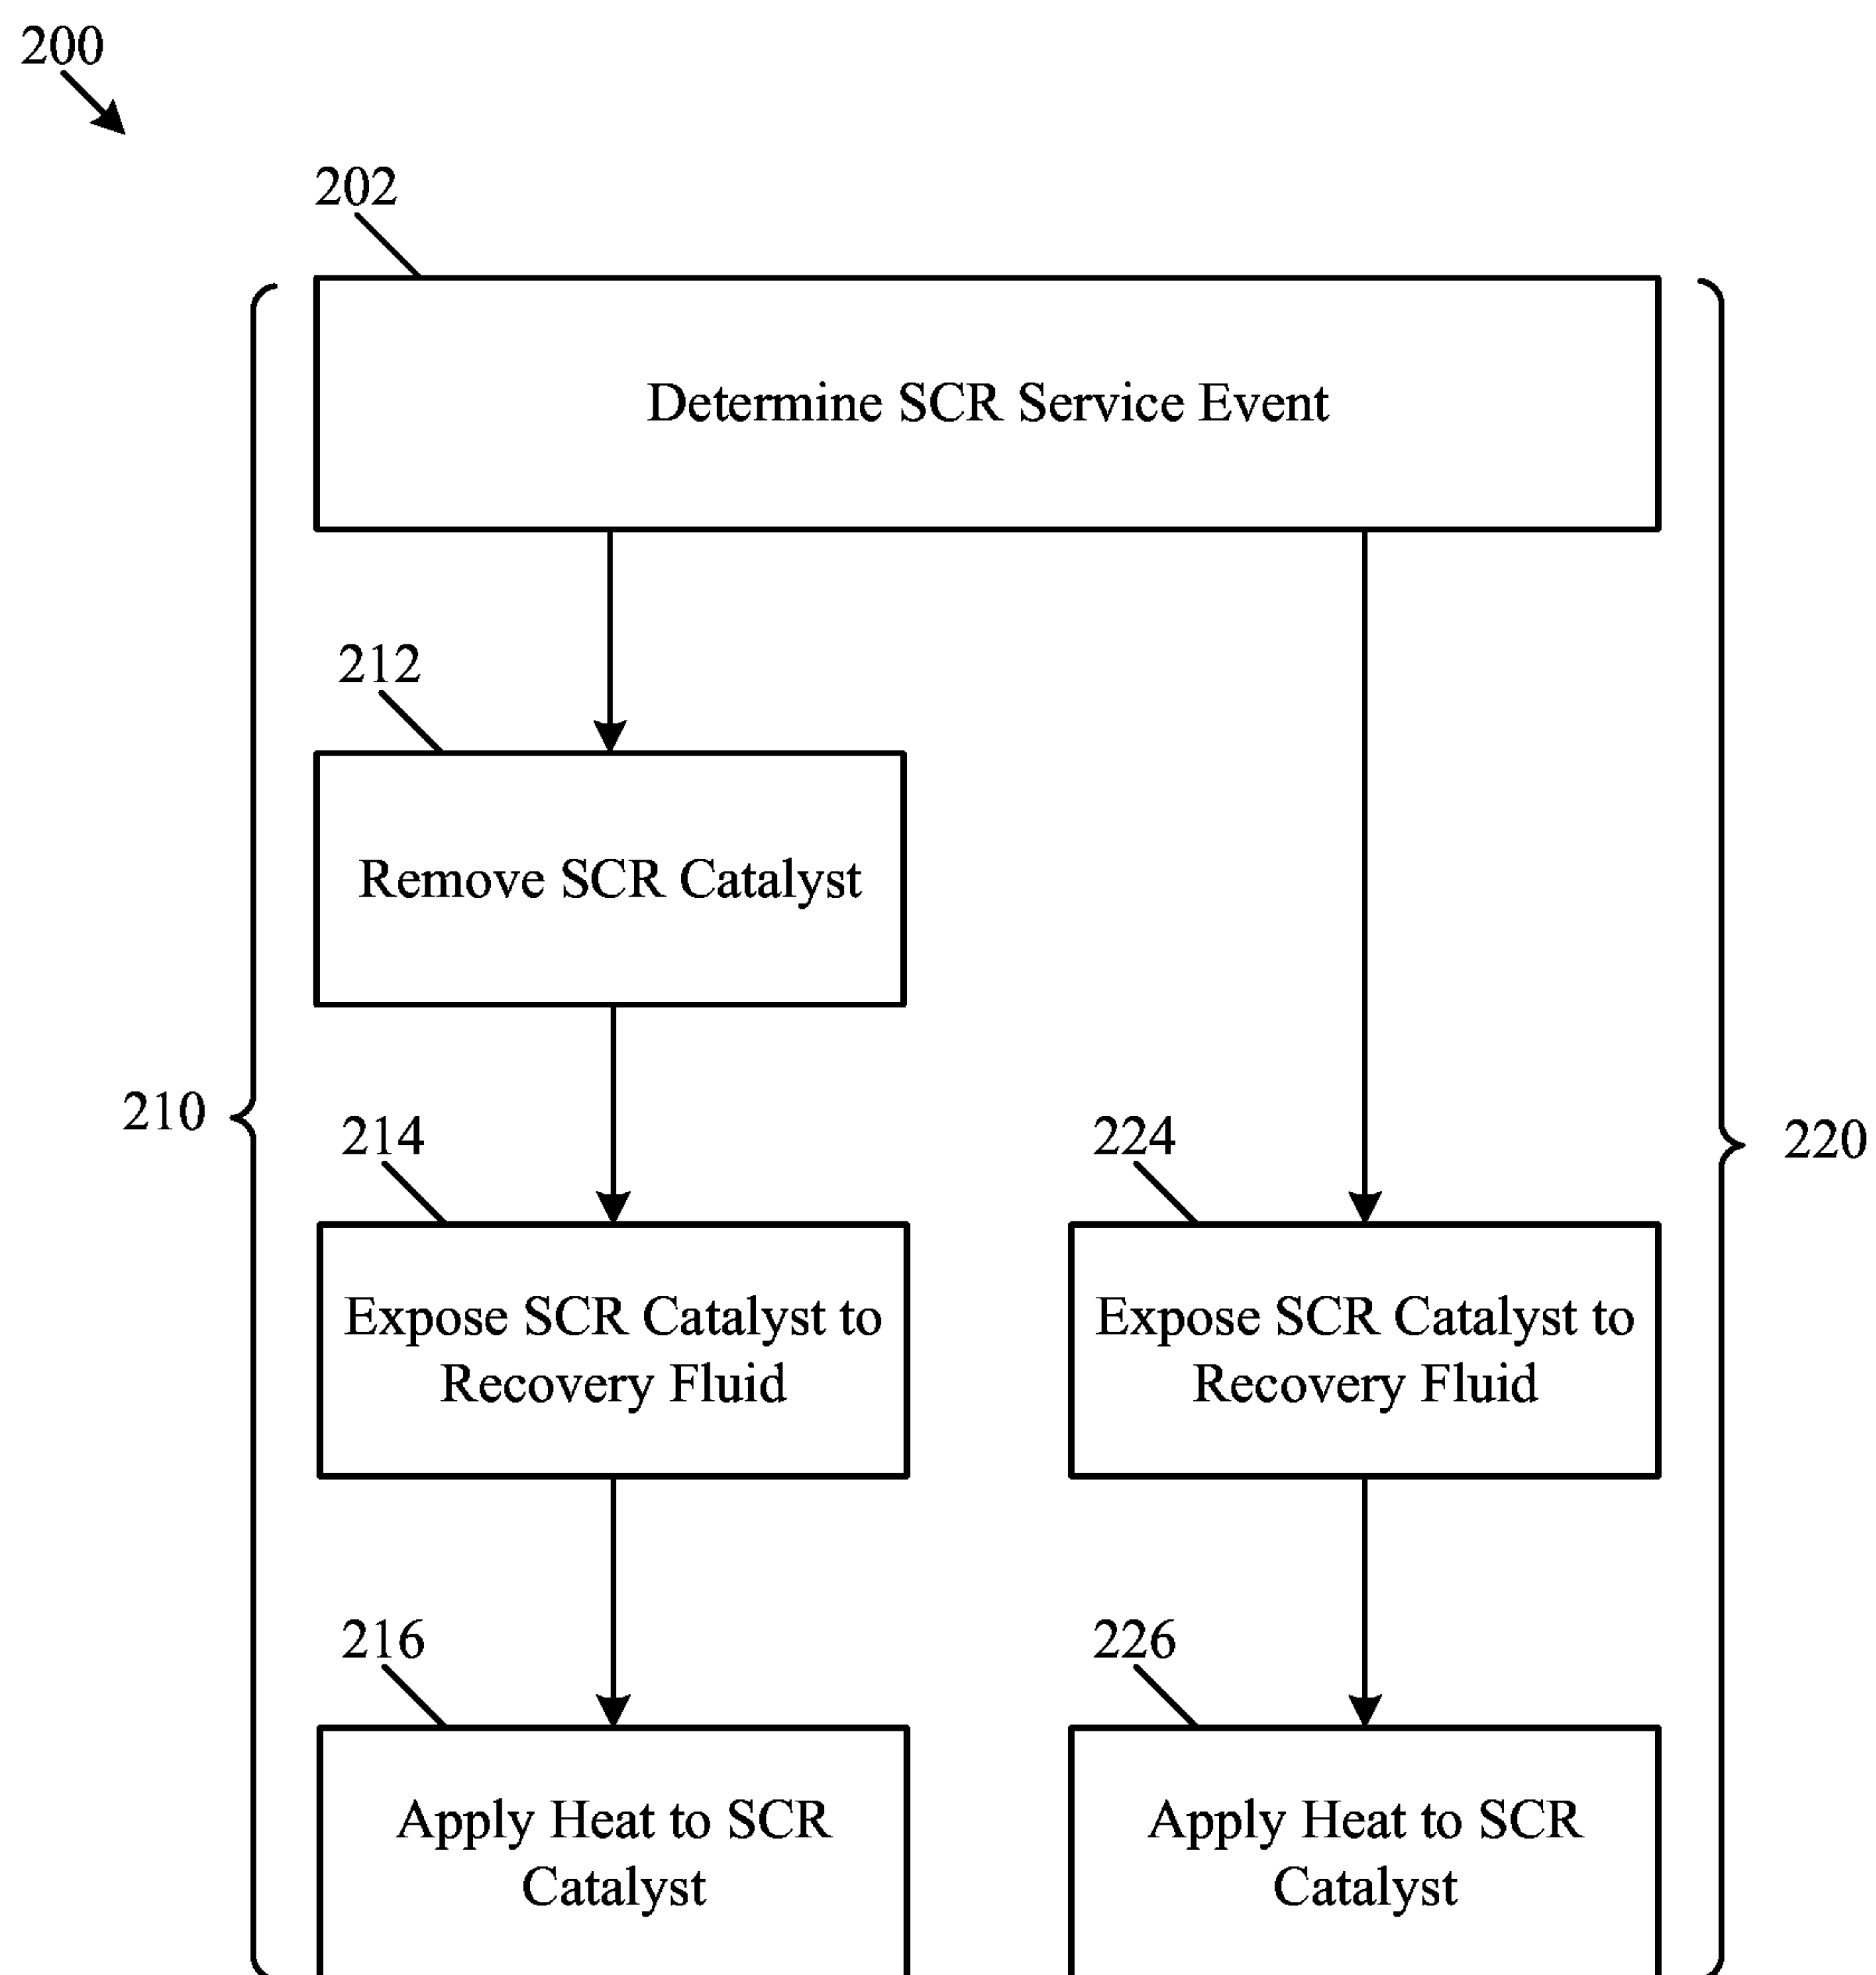 200
202
Determine SCR Service Event
212
Remove SCR Catalyst
210
220
214
224
Expose SCR Catalyst to
Recovery Fluid
Expose SCR Catalyst to
Recovery Fluid
216
226
Apply Heat to SCR
Catalyst
Apply Heat to SCR
Catalyst